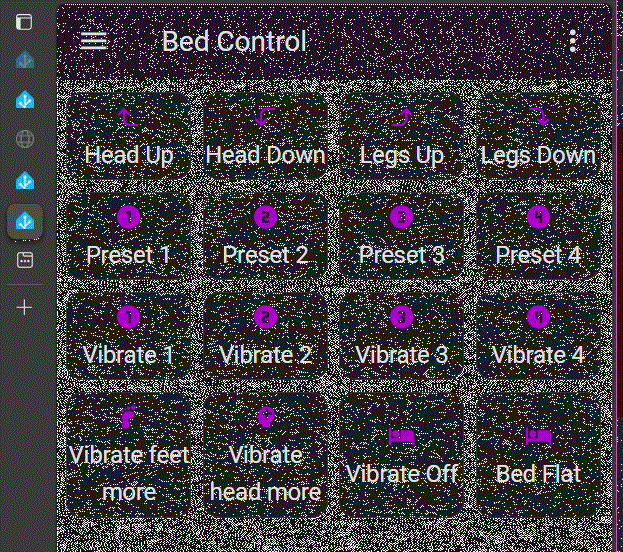 Bed Control
Head Up
Head Down
Legs Up
Legs Down
1
2
3
4
Preset 1
Preset 2
Preset 3
Preset 4
1
2
3
4
Vibrate 1
Vibrate 2
Vibrate 3
Vibrate 4
Vibrate feet
more
Vibrate
head more
Vibrate Off
Bed Flat